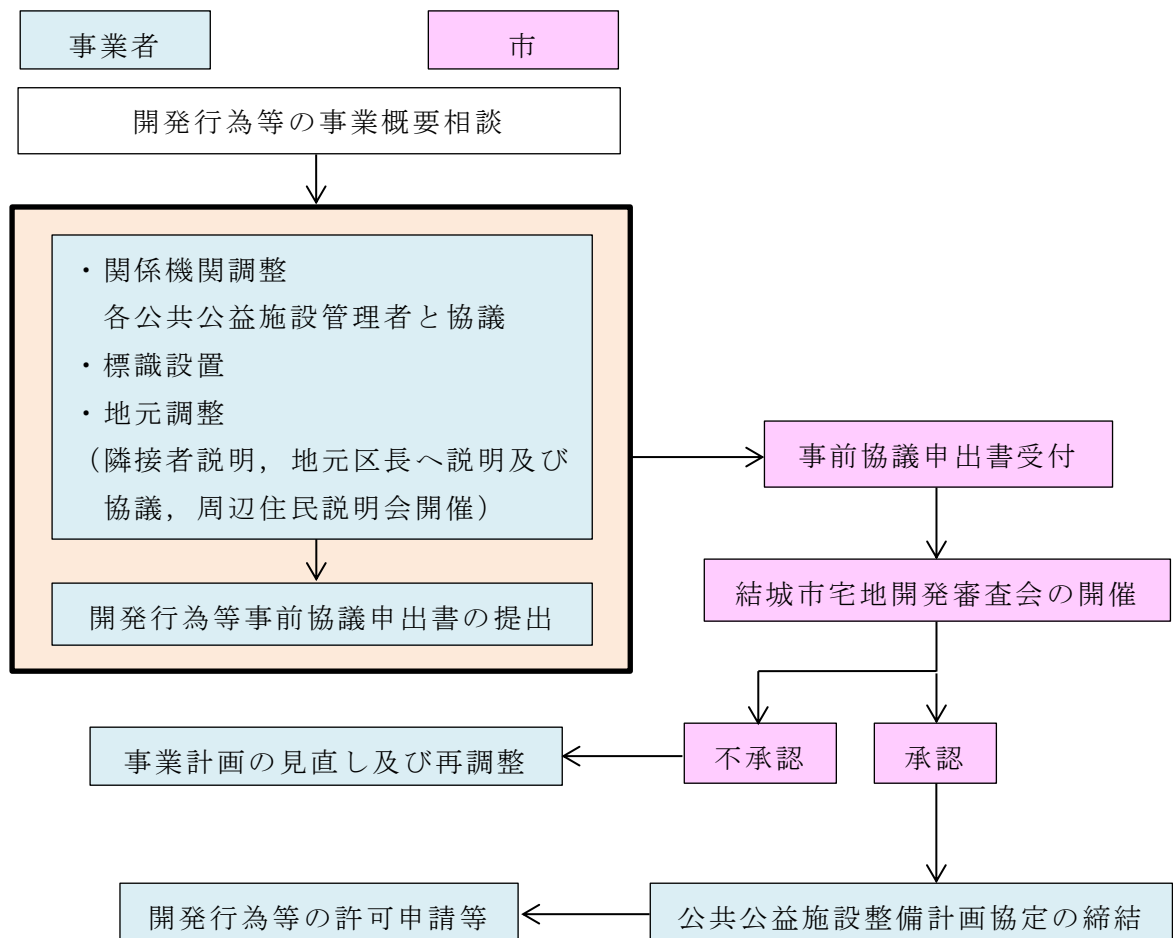 事業者
市
開発行為等の事業概要相談
・関係機関調整
各公共公益施設管理者と協議
・標識設置
・地元調整
（隣接者説明，地元区長へ説明及び
協議，周辺住民説明会開催）
開発行為等事前協議申出書の提出
事前協議申出書受付
結城市宅地開発審査会の開催
不承認
承認
事業計画の見直し及び再調整
公共公益施設整備計画協定の締結
開発行為等の許可申請等